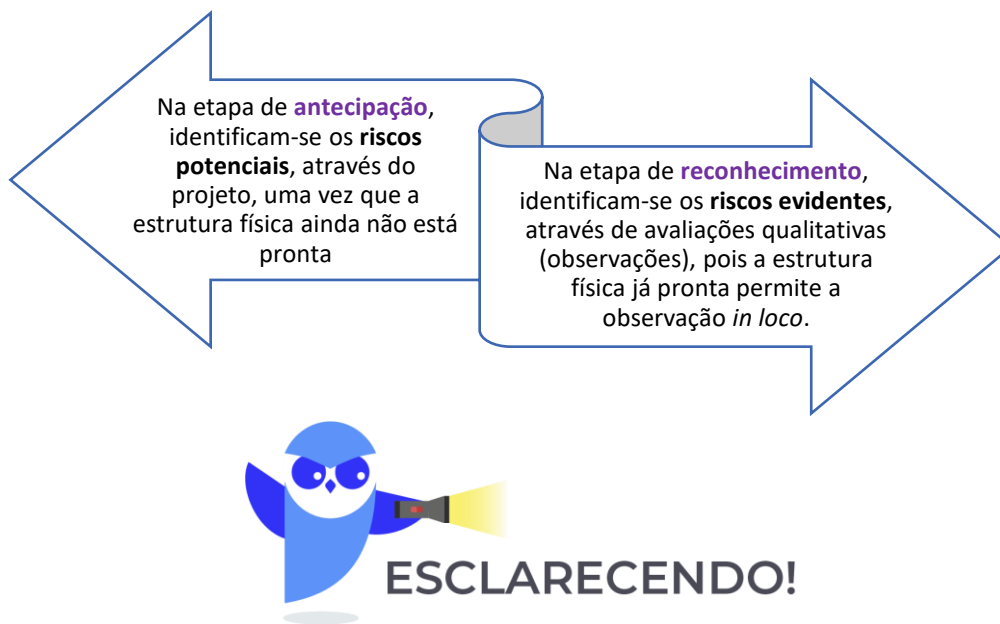 Na etapa de antecipação,
identificam-se os riscos
potenciais, através do
projeto, uma vez que a
estrutura física ainda não está
pronta
Na etapa de reconhecimento,
identificam-se os riscos evidentes,
através de avaliações qualitativas
(observações), pois a estrutura
física já pronta permite a
observação in loco.
ESCLARECENDO!